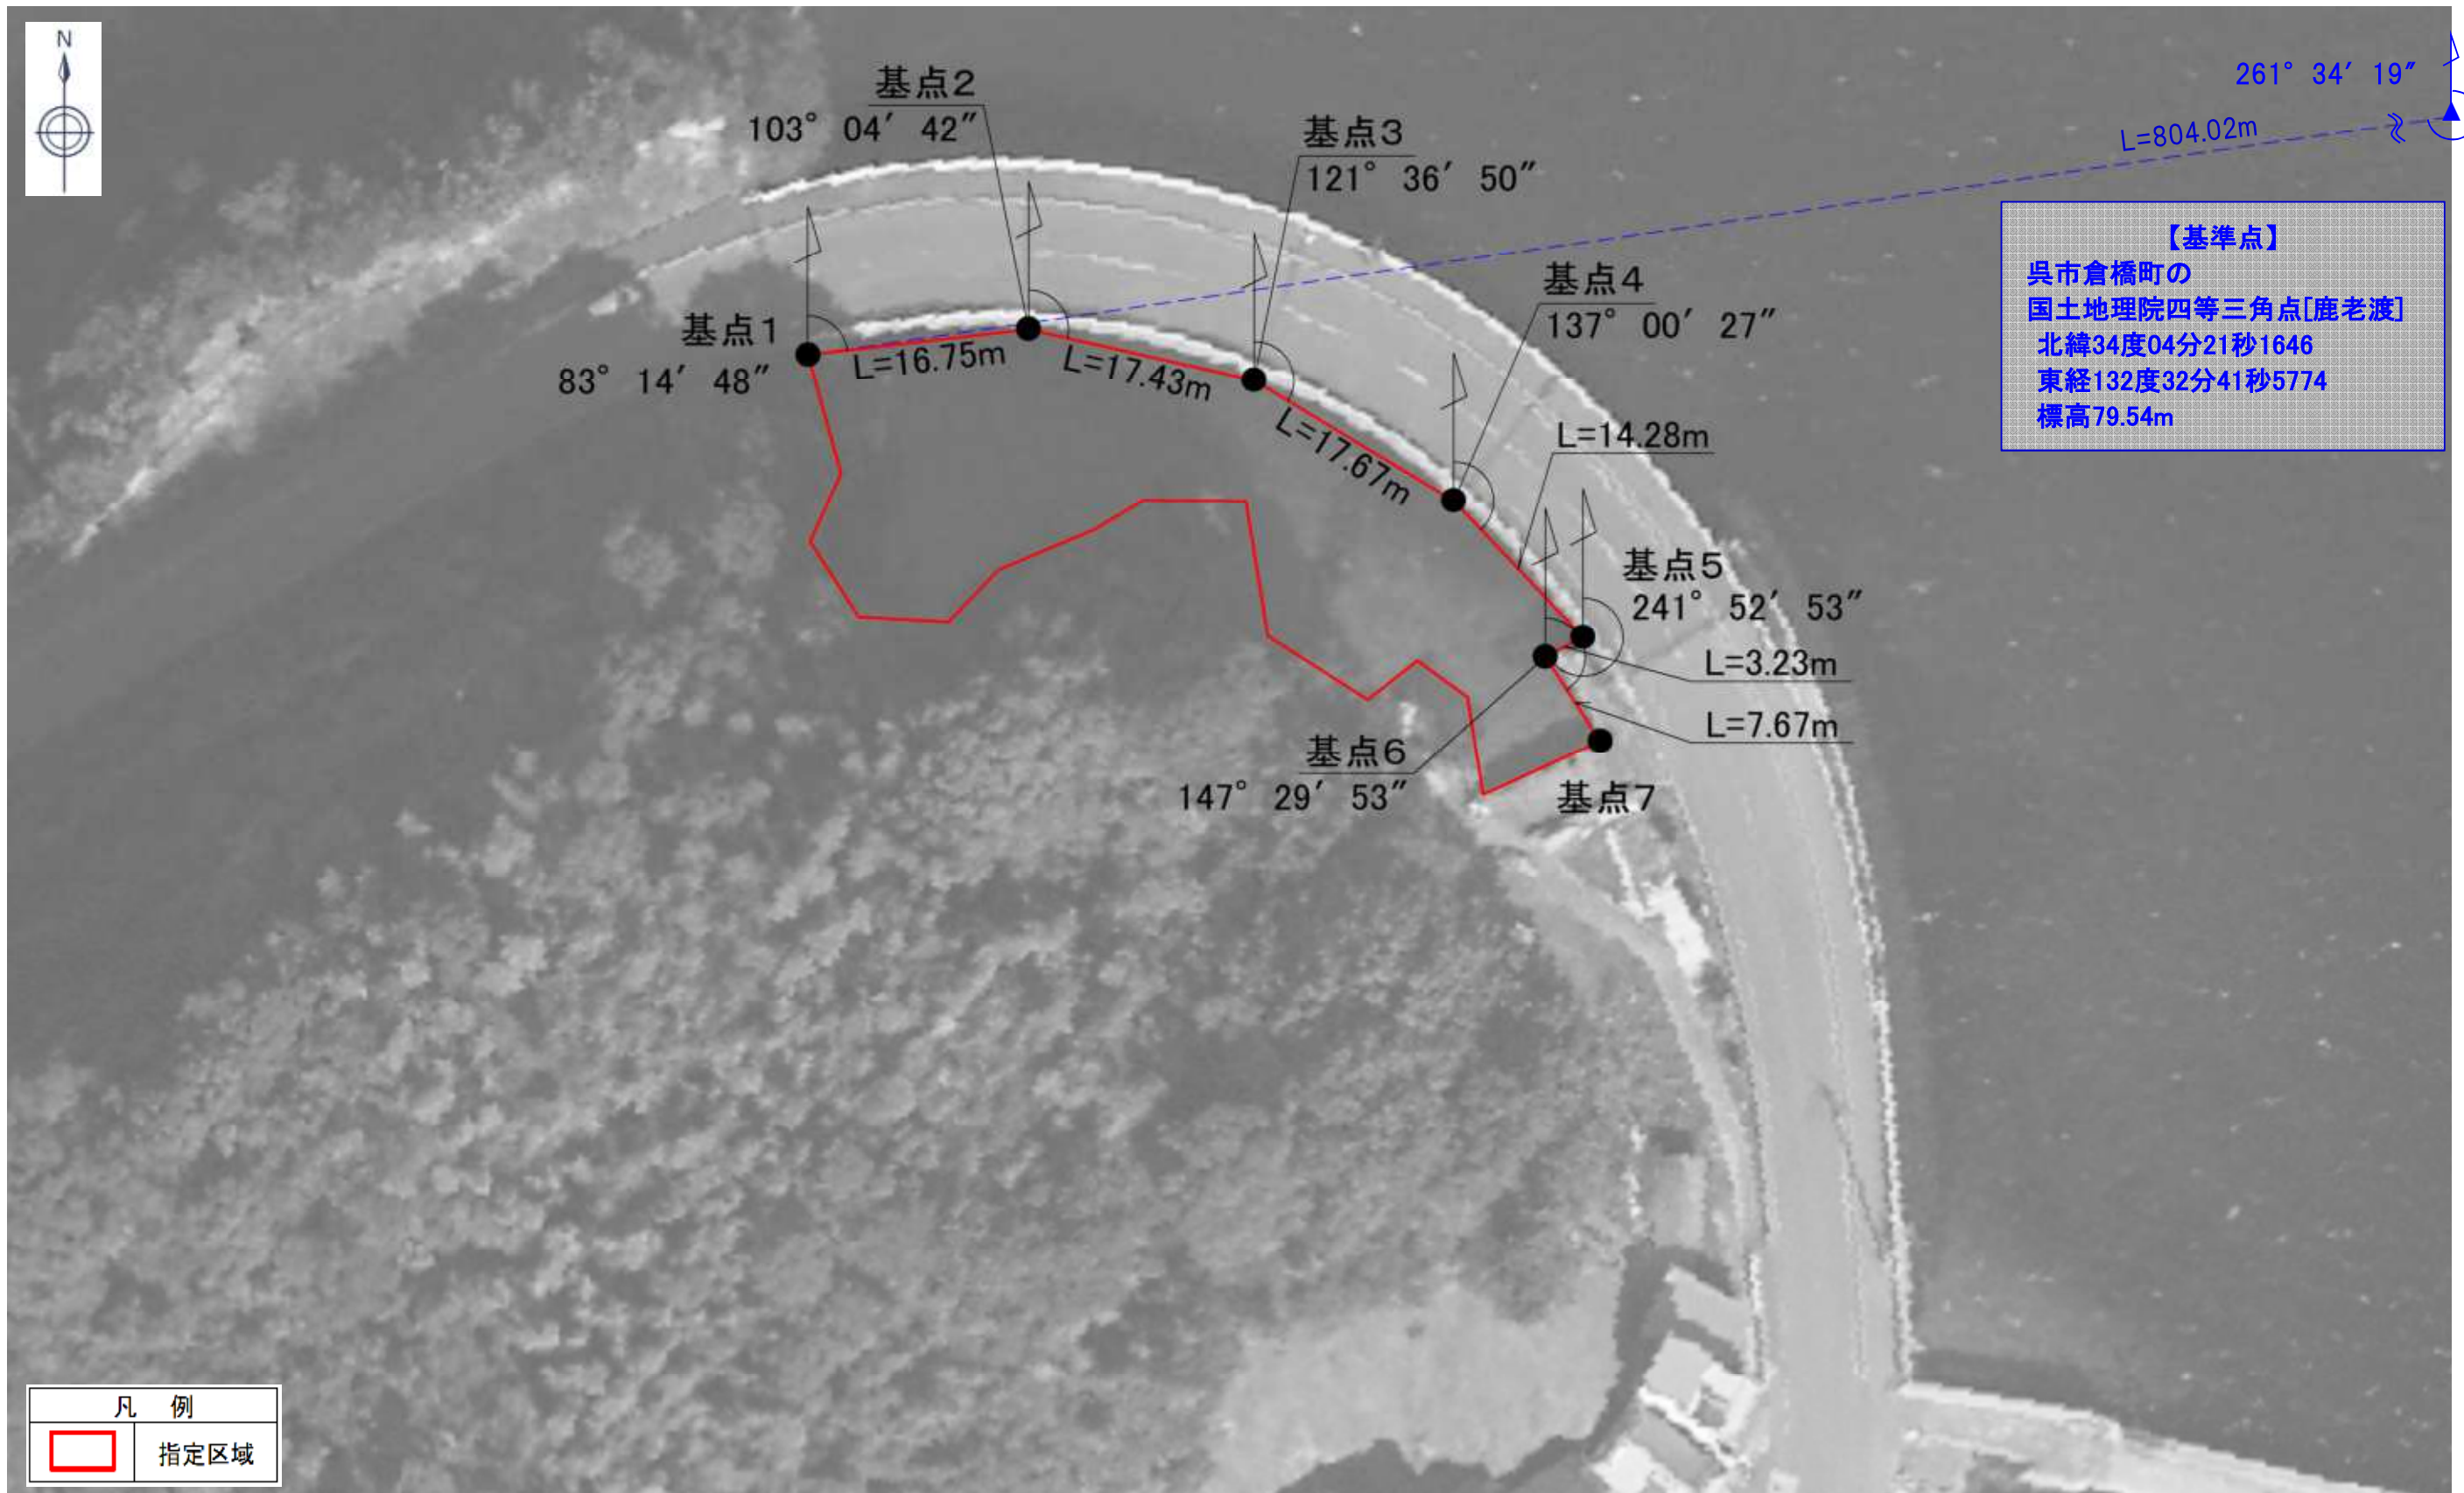 N
基点2
103° 04′ 42″
基点3
121° 36′ 50″
261° 34′ 19″
L=804.02m
【基準点】
呉市倉橋町の
国土地理院四等三角点[鹿老渡]
北緯34度04分21秒1646
東経132度32分41秒5774
標高79.54m
基点4
137° 00′ 27″
基点1
83° 14′ 48″
L=16.75m
L=17.43m
L=17.67m
L=14.28m
基点5
241° 52′ 53″
L=3.23m
L=7.67m
基点6
147° 29′ 53″
基点7
凡 例
指定区域